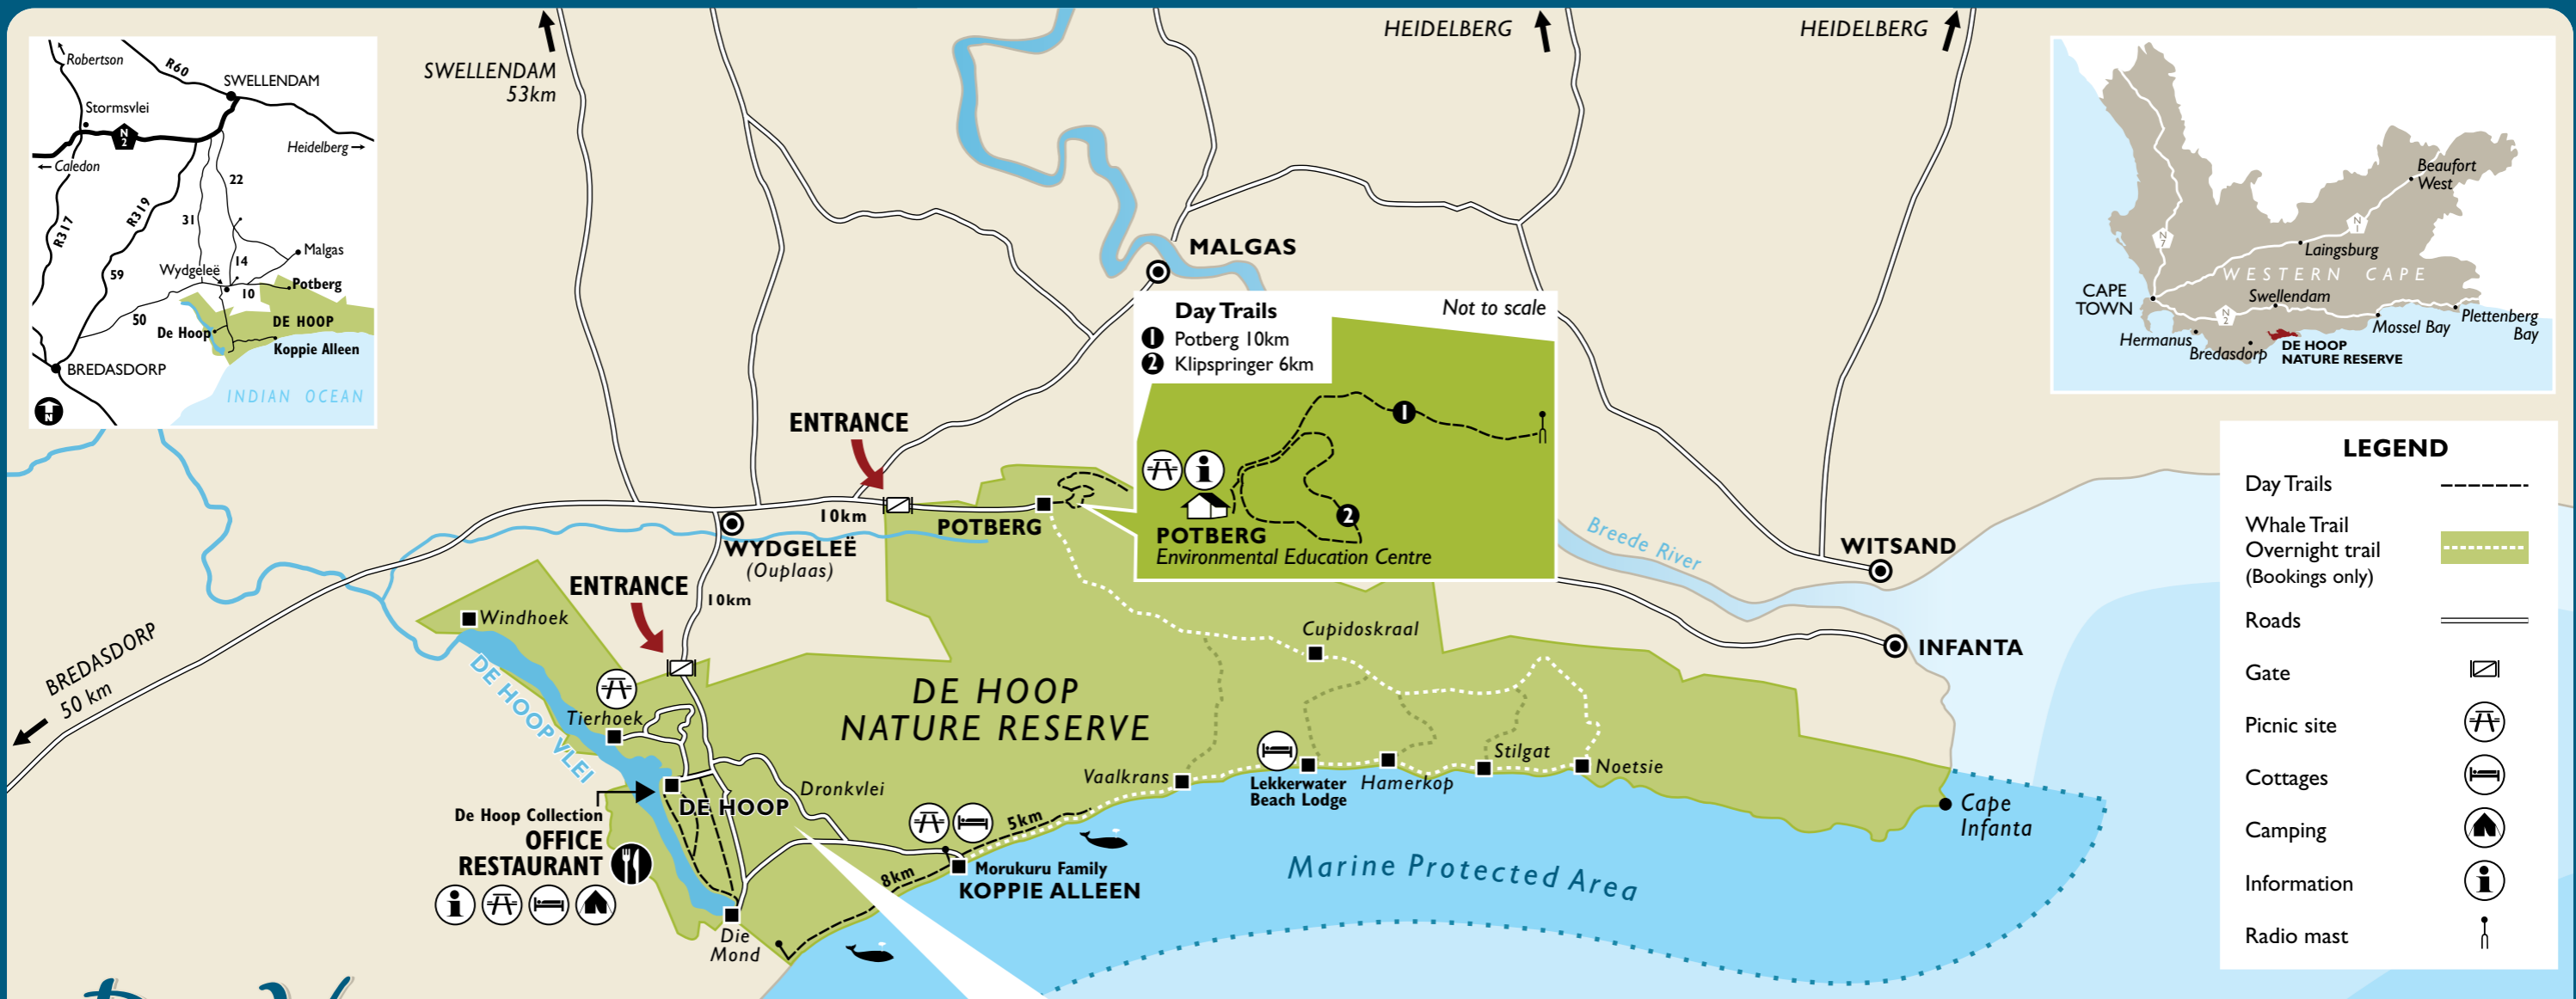 Robertson
R60
SWELLENDAM
Stormsvlei
N
2
Heidelberg
Caledon
22
R317
R319
31
59
Malgas
14
Wydgeleë
10
Potberg
50
De Hoop
DE HOOP
Koppie Alleen
BREDASDORP
INDIAN OCEAN
N
SWELLENDAM
53km
HEIDELBERG
HEIDELBERG
MALGAS
Day Trails
Not to scale
1 Potberg 10km
2 Klipspringer 6km
1
2
POTBERG
Environmental Education Centre
Beaufort
West
N
1
N
7
Laingsburg
WESTERN CAPE
CAPE
TOWN
Swellendam
N
2
Mossel Bay
Plettenberg
Bay
Hermanus
Bredasdorp
DE HOOP
NATURE RESERVE
ENTRANCE
10km
POTBERG
WYDGELEË
(Ouplaas)
ENTRANCE
10km
Breede River
WITSAND
INFANTA
Windhoek
BREDASDORP
50 km
DE HOOP VLEI
Tierhoek
Cupidoskraal
DE HOOP
NATURE RESERVE
Vaalkrans
Lekkerwater
Beach Lodge
Hamerkop
Stilgat
Noetsie
Dronkvlei
DE HOOP
De Hoop Collection
OFFICE
RESTAURANT
5km
8km
Morukuru Family
KOPPIE ALLEEN
Die
Mond
Cape
Infanta
Marine Protected Area
LEGEND
Day Trails
Whale Trail
Overnight trail
(Bookings only)
Roads
Gate
Picnic site
Cottages
Camping
Information
Radio mast